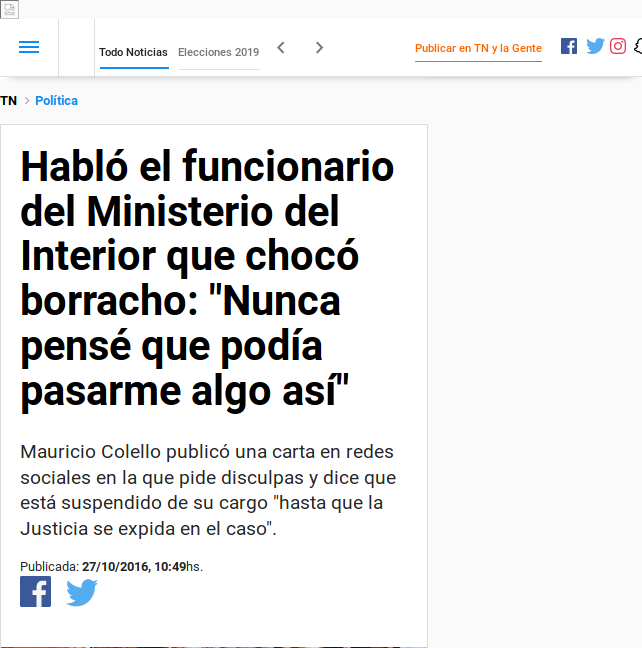 Todo Noticias Elecciones 2019 Publicar en TN y la Gente
TN Política
Habló el funcionario
del Ministerio del
Interior que chocó
borracho: "Nunca
pensé que podía
pasarme algo así"
Mauricio Colello publicó una carta en redes
sociales en la que pide disculpas y dice que
está suspendido de su cargo "hasta que la
Justicia se expida en el caso".
Publicada: 27/10/2016, 10:49hs.